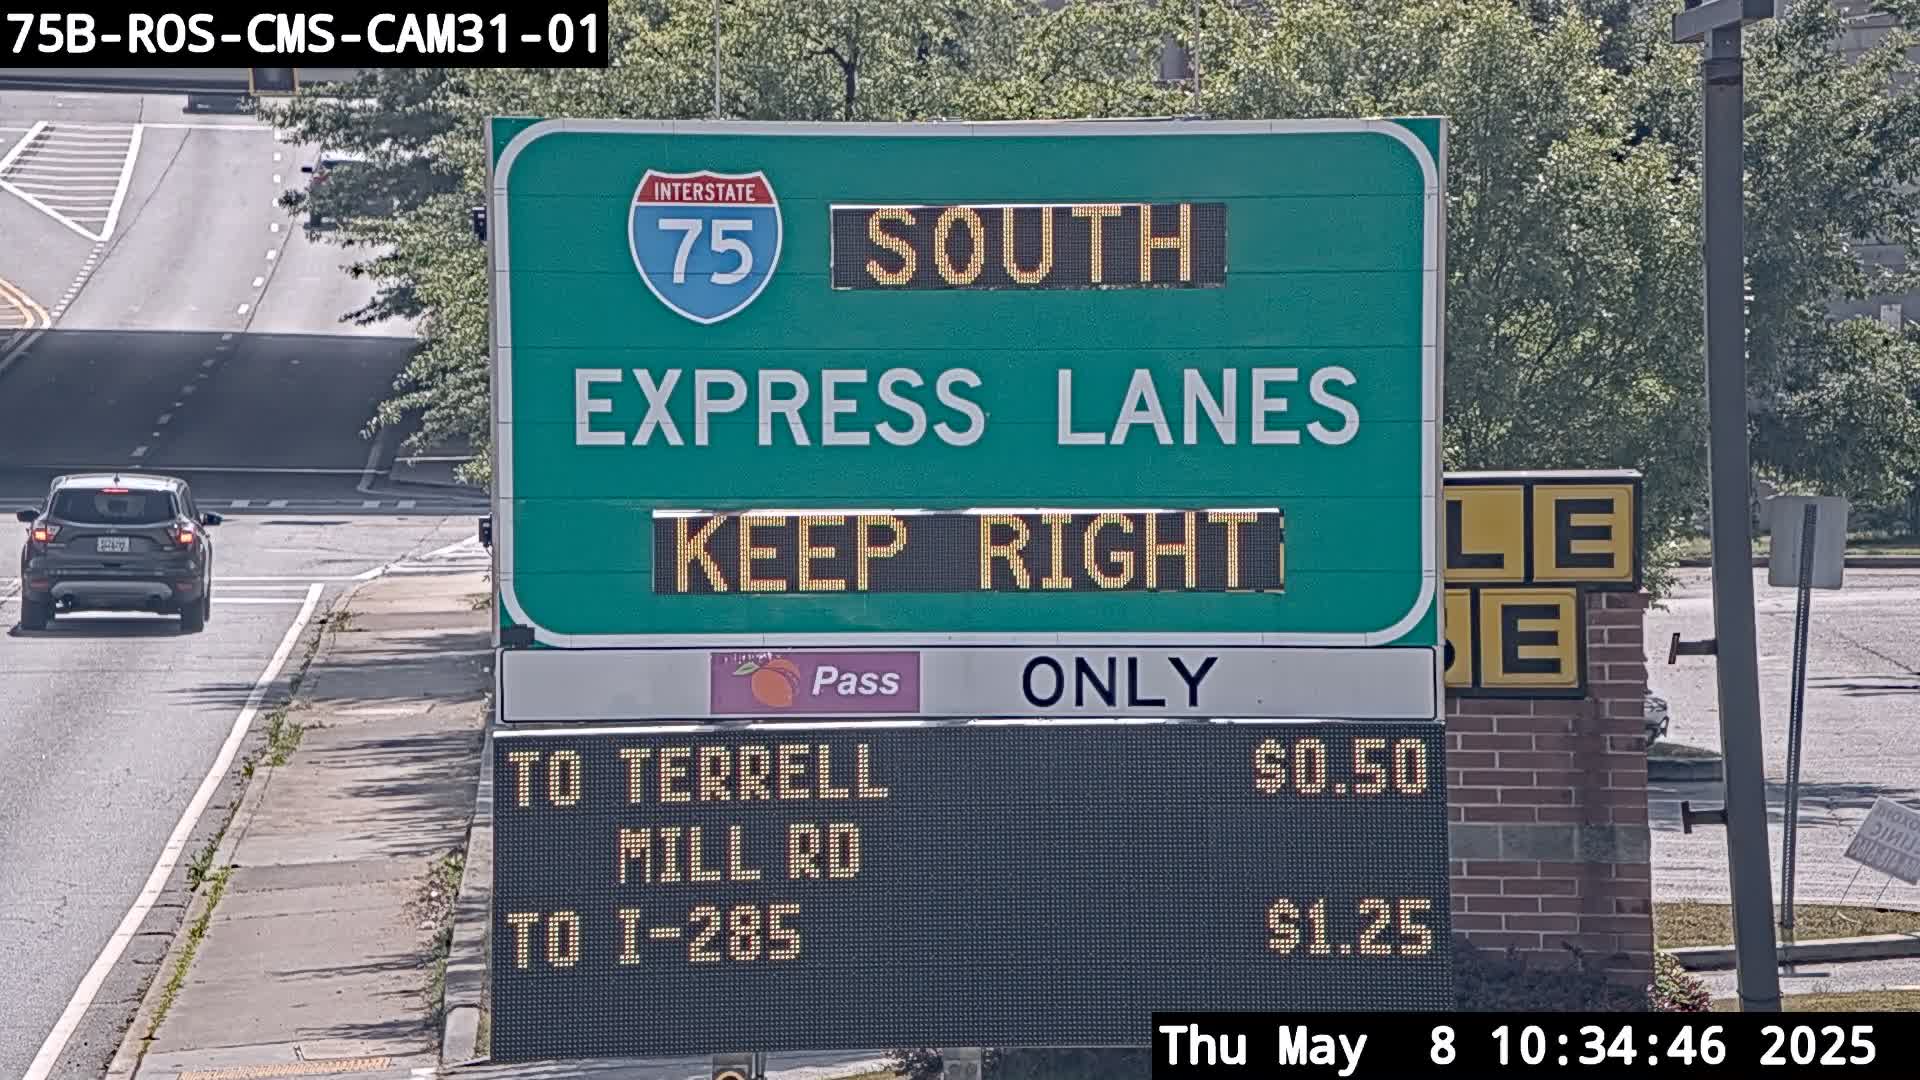 75B-ROS-CMS-CAM31-01
INTERSTATE
75
SOUTH
EXPRESS LANES
KEEP RIGHT
Pass
ONLY
TO TERRELL $0.50
MILL RD
TO I-285 $1.25
LE
E
Thu May 8 10:34:46 2025